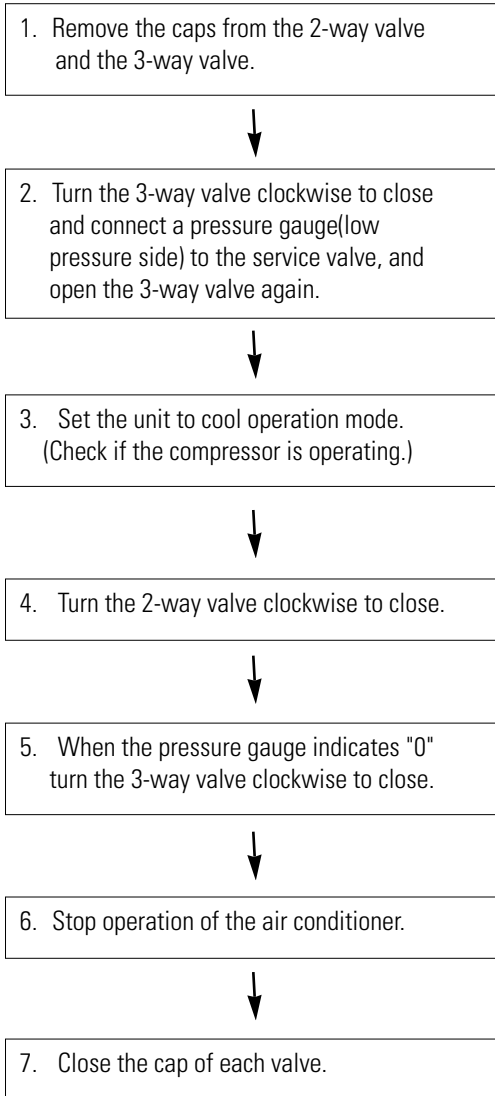 1. Remove the caps from the 2-way valve
and the 3-way valve.
2. Turn the 3-way valve clockwise to close
and connect a pressure gauge(low
pressure side) to the service valve, and
open the 3-way valve again.
3. Set the unit to cool operation mode.
(Check if the compressor is operating.)
4. Turn the 2-way valve clockwise to close.
5. When the pressure gauge indicates "0"
turn the 3-way valve clockwise to close.
6. Stop operation of the air conditioner.
7. Close the cap of each valve.